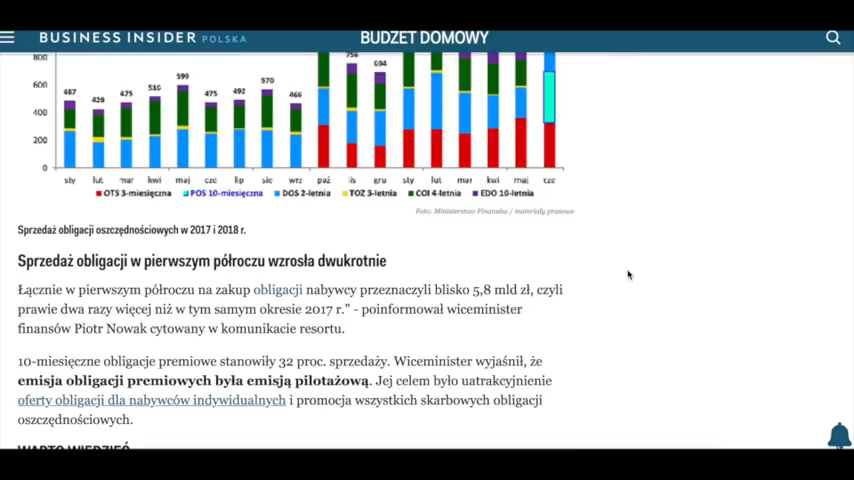 BUSINESS INSIDER POLSKA
BUDŻET DOMOWY
800
600
400
200
0
487
428
475
516
599
475
492
570
466
756
694
sty lut mar kwi maj cze lip sie wrz paź lis gru sty lut mar kwi maj cze
OTS 3-miesięczna POS 10-miesięczna DOS 2-letnia TOZ 3-letnia COI 4-letnia EDO 10-letnia
Foto: Ministerstwo Finansów / materiały prasowe
Sprzedaż obligacji oszczędnościowych w 2017 i 2018 r.
Sprzedaż obligacji w pierwszym półroczu wzrosła dwukrotnie
Łącznie w pierwszym półroczu na zakup obligacji nabywcy przeznaczyli blisko 5,8 mld zł, czyli
prawie dwa razy więcej niż w tym samym okresie 2017 r." - poinformował wiceminister
finansów Piotr Nowak cytowany w komunikacie resortu.
10-miesięczne obligacje premiowe stanowiły 32 proc. sprzedaży. Wiceminister wyjaśnił, że
emisja obligacji premiowych była emisją pilotażową. Jej celem było uatrakcyjnienie
oferty obligacji dla nabywców indywidualnych i promocja wszystkich skarbowych obligacji
oszczędnościowych.
WARTO WIEDZIEĆ